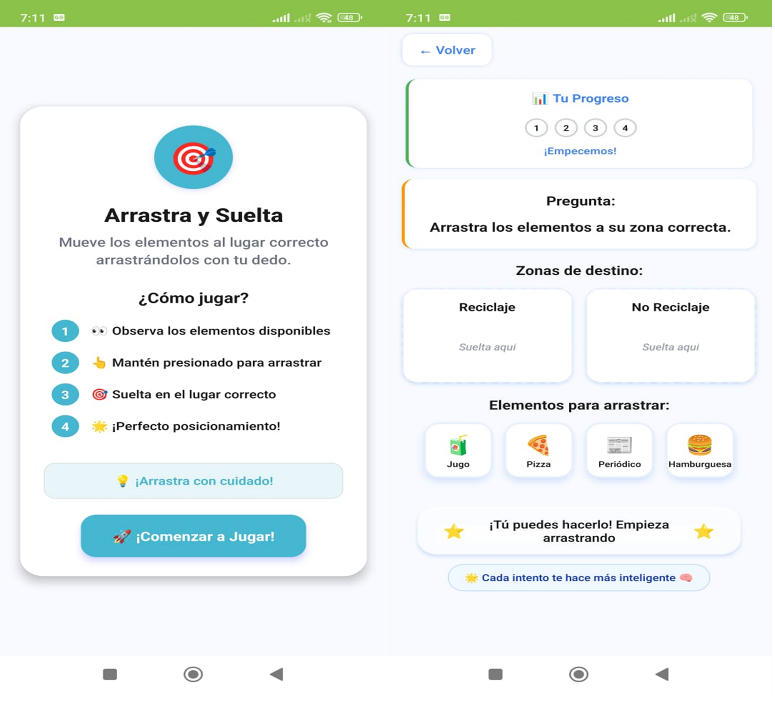 7:11
48
Arrastra y Suelta
Mueve los elementos al lugar correcto
arrastrándolos con tu dedo.
¿Cómo jugar?
1 👀 Observa los elementos disponibles
2 👆 Mantén presionado para arrastrar
3 🎯 Suelta en el lugar correcto
4 🌟 ¡Perfecto posicionamiento!
💡 ¡Arrastra con cuidado!
🚀 ¡Comenzar a Jugar!
7:11
48
← Volver
📊 Tu Progreso
1 2 3 4
¡Empecemos!
Pregunta:
Arrastra los elementos a su zona correcta.
Zonas de destino:
Reciclaje
Suelta aquí
No Reciclaje
Suelta aquí
Elementos para arrastrar:
Jugo
Pizza
Periódico
Hamburguesa
¡Tú puedes hacerlo! Empieza
arrastrando
🌟 Cada intento te hace más inteligente 🧠